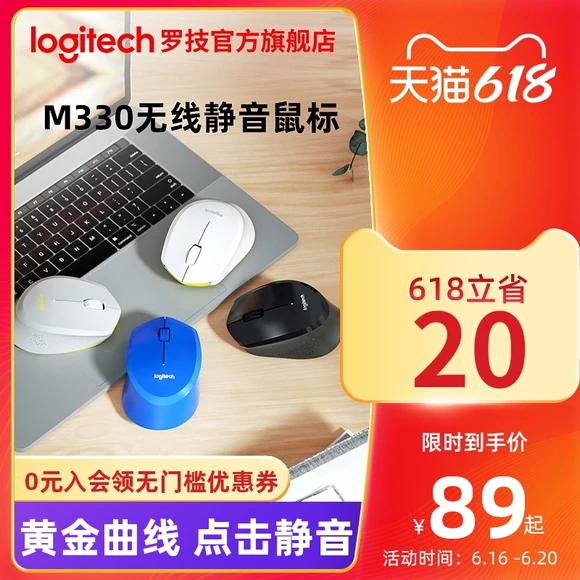 logitech 罗技官方旗舰店
天猫618
M330无线静音鼠标
logitech
618立省
20
限时到手价
¥89起
活动时间：6.16 -6.20
0元入会领无门槛优惠券
黄金曲线 点击静音